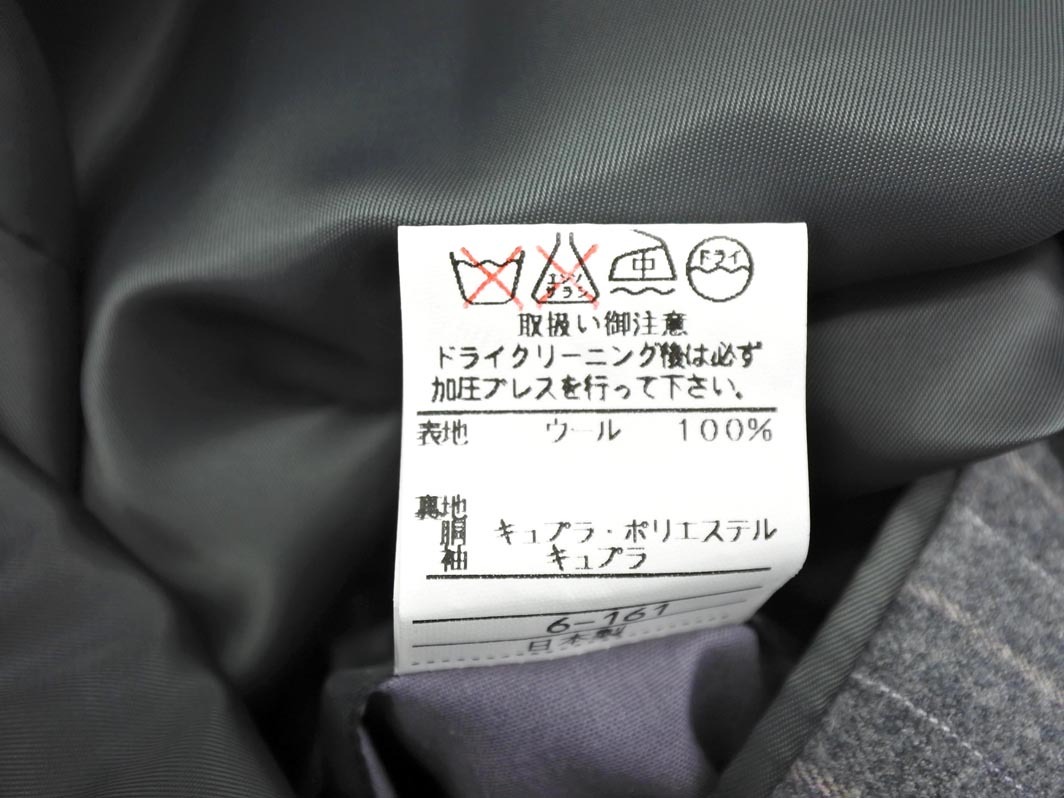 エンソ
サラシ
中
ドライ
取扱い御注意
ドライクリーニング後は必ず
加圧プレスを行って下さい。
表地 ウール 100%
裏地
胴 キュプラ・ポリエステル
袖 キュプラ
6-161
日本製